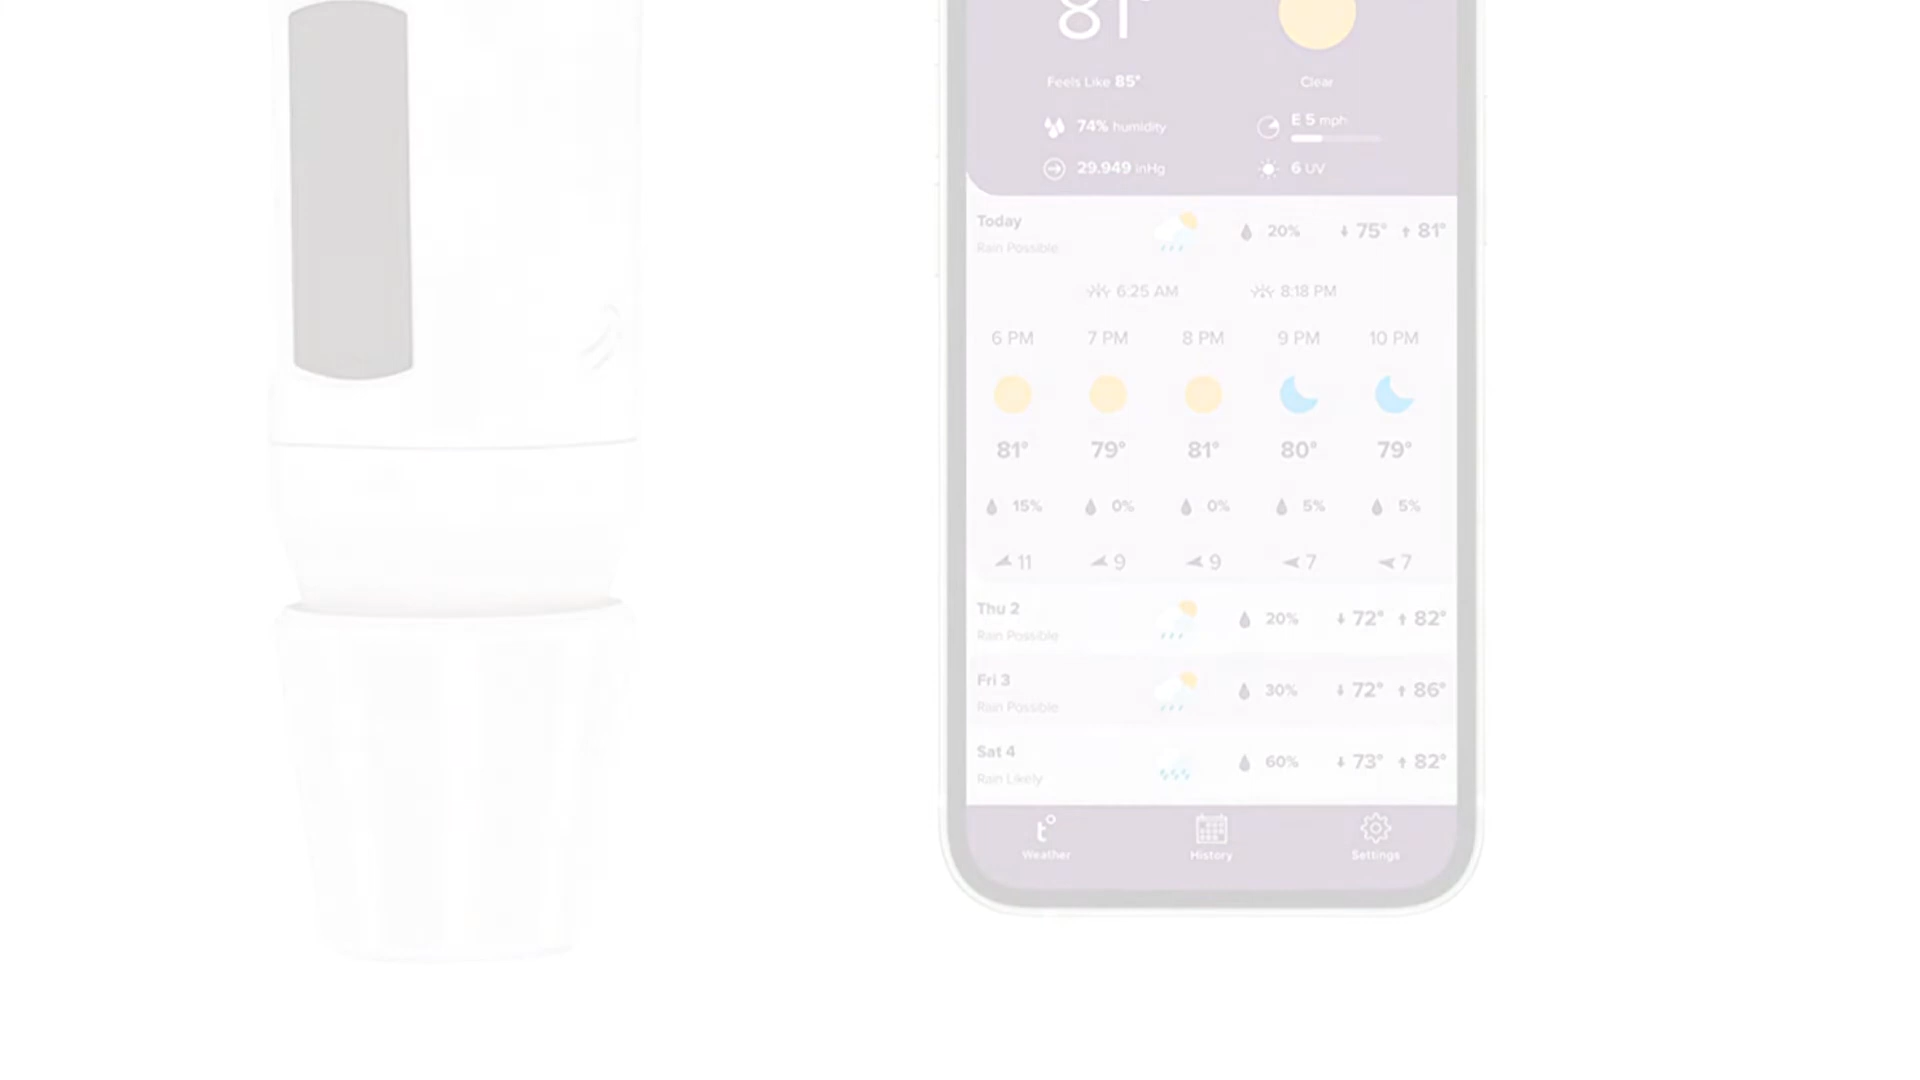 81°
Feels Like 85°
Clear
74% humidity
E 5 mph
29.949 inHg
6 UV
Today
Rain Possible
20%
75°
81°
6:25 AM
8:18 PM
6 PM
7 PM
8 PM
9 PM
10 PM
81°
79°
81°
80°
79°
15%
0%
0%
5%
5%
11
9
9
7
7
Thu 2
Rain Possible
20%
72°
82°
Fri 3
Rain Possible
30%
72°
86°
Sat 4
Rain Likely
60%
73°
82°
t°
Weather
History
Settings